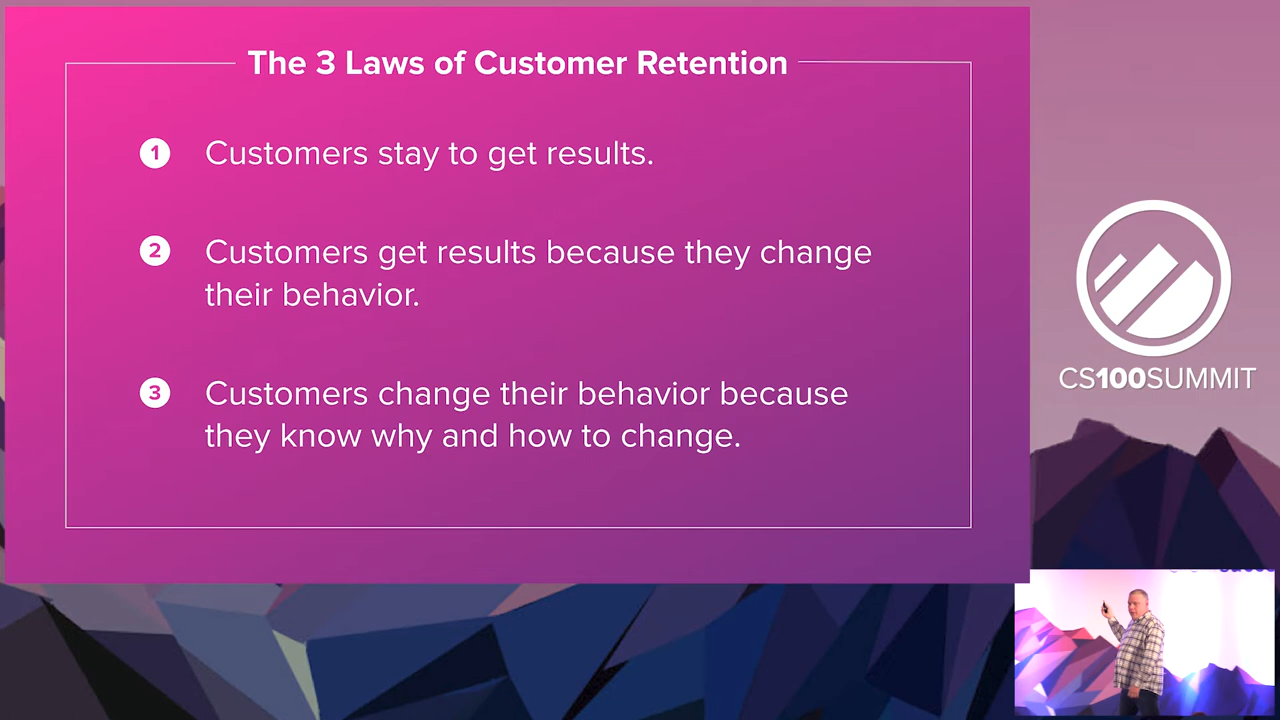 The 3 Laws of Customer Retention
1 Customers stay to get results.
2 Customers get results because they change
their behavior.
3 Customers change their behavior because
they know why and how to change.
CS100SUMMIT